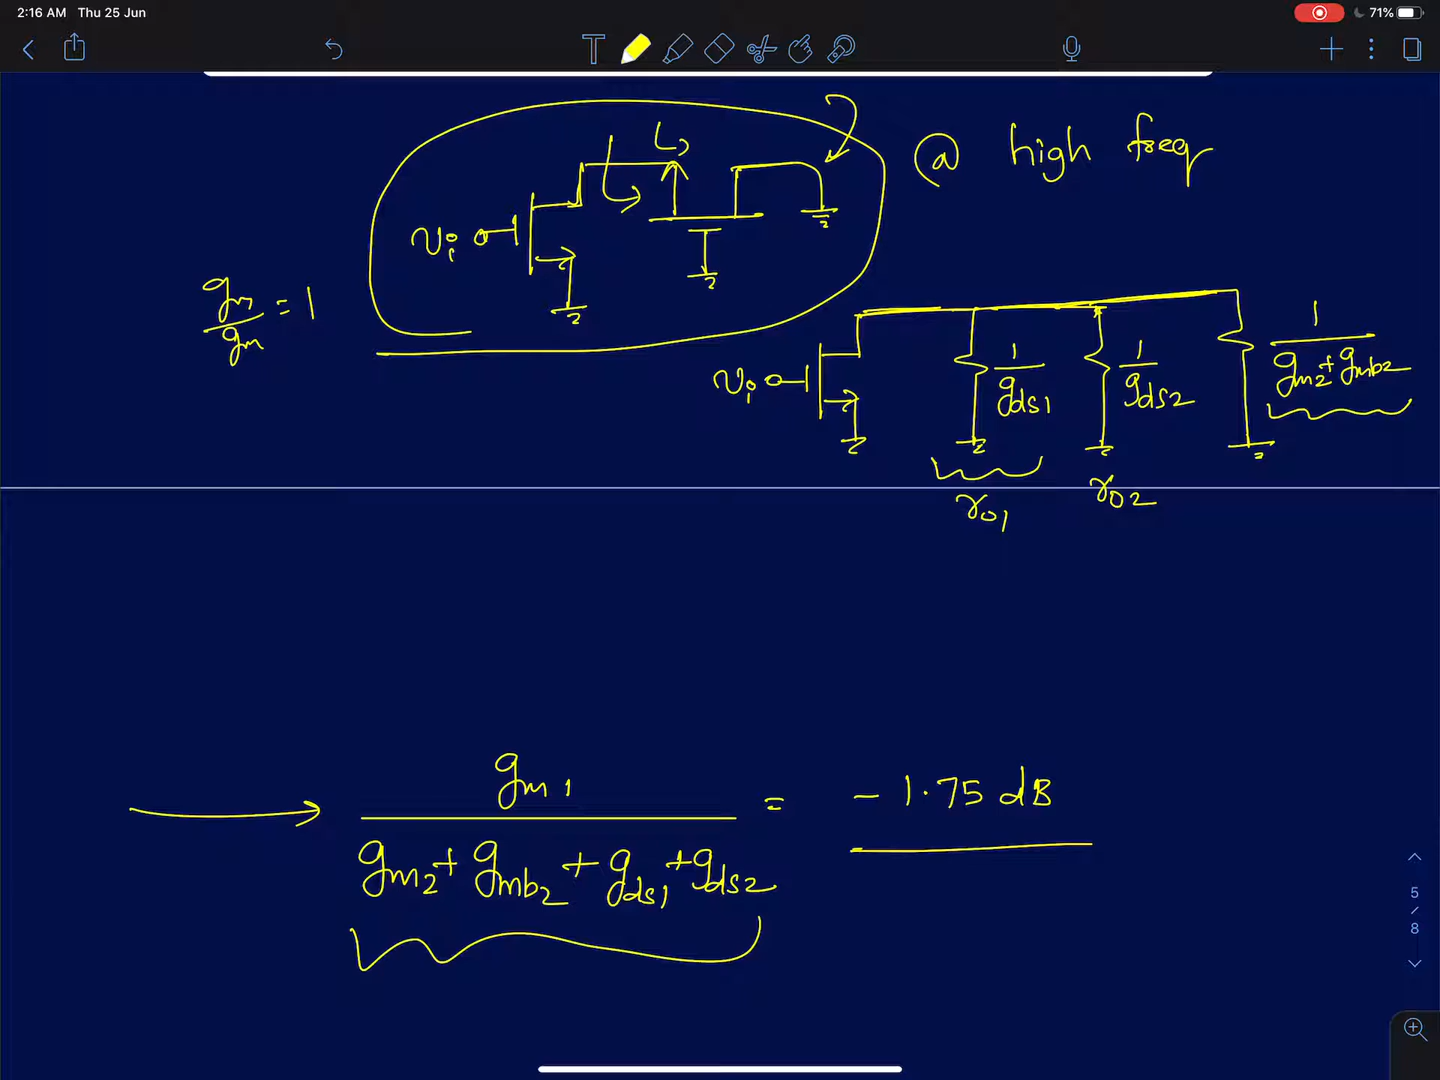 2:16 AM Thu 25 Jun
71%
T
@ high freq
vi
gm/gm = 1
vi
1/gds1
1/gds2
1/(gm2+gmb2)
ro1
ro2
gm1/(gm2+gmb2+gds1+gds2) = -1.75 dB
5
/
8